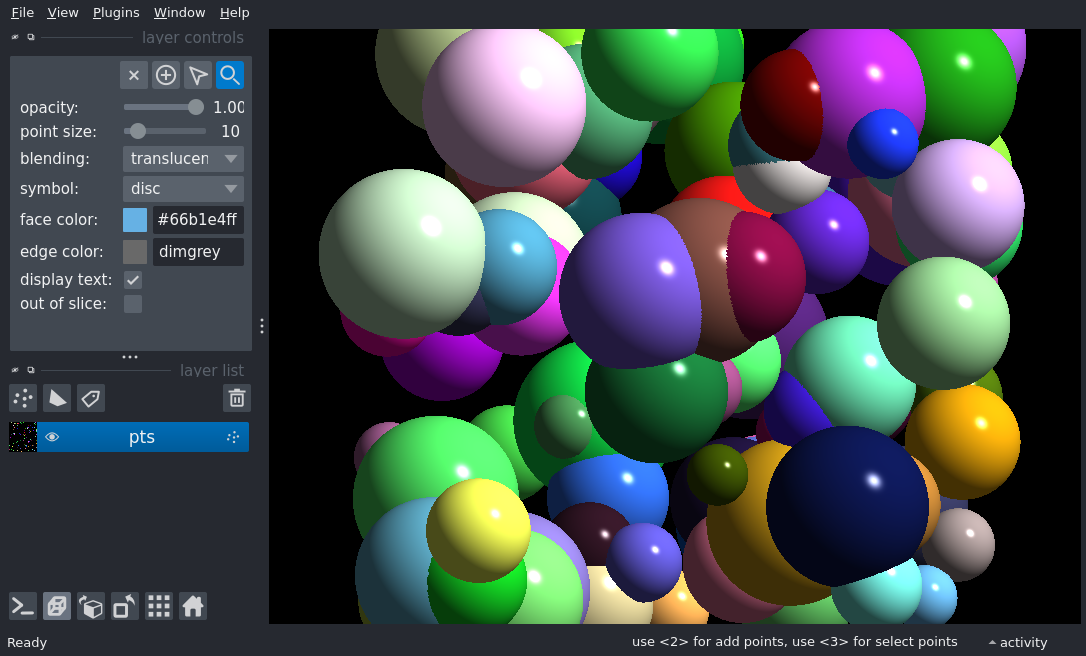 File View Plugins Window Help
layer controls
opacity: 1.00
point size: 10
blending: translucen
symbol: disc
face color: #66b1e4ff
edge color: dimgrey
display text:
out of slice:
layer list
pts
Ready
use <2> for add points, use <3> for select points
activity